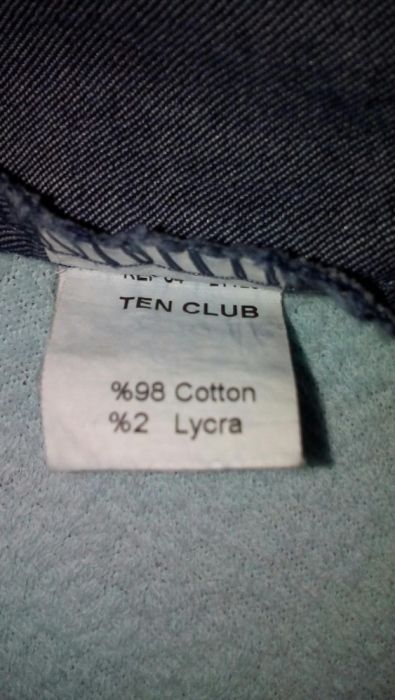 TEN CLUB
%98 Cotton
%2 Lycra